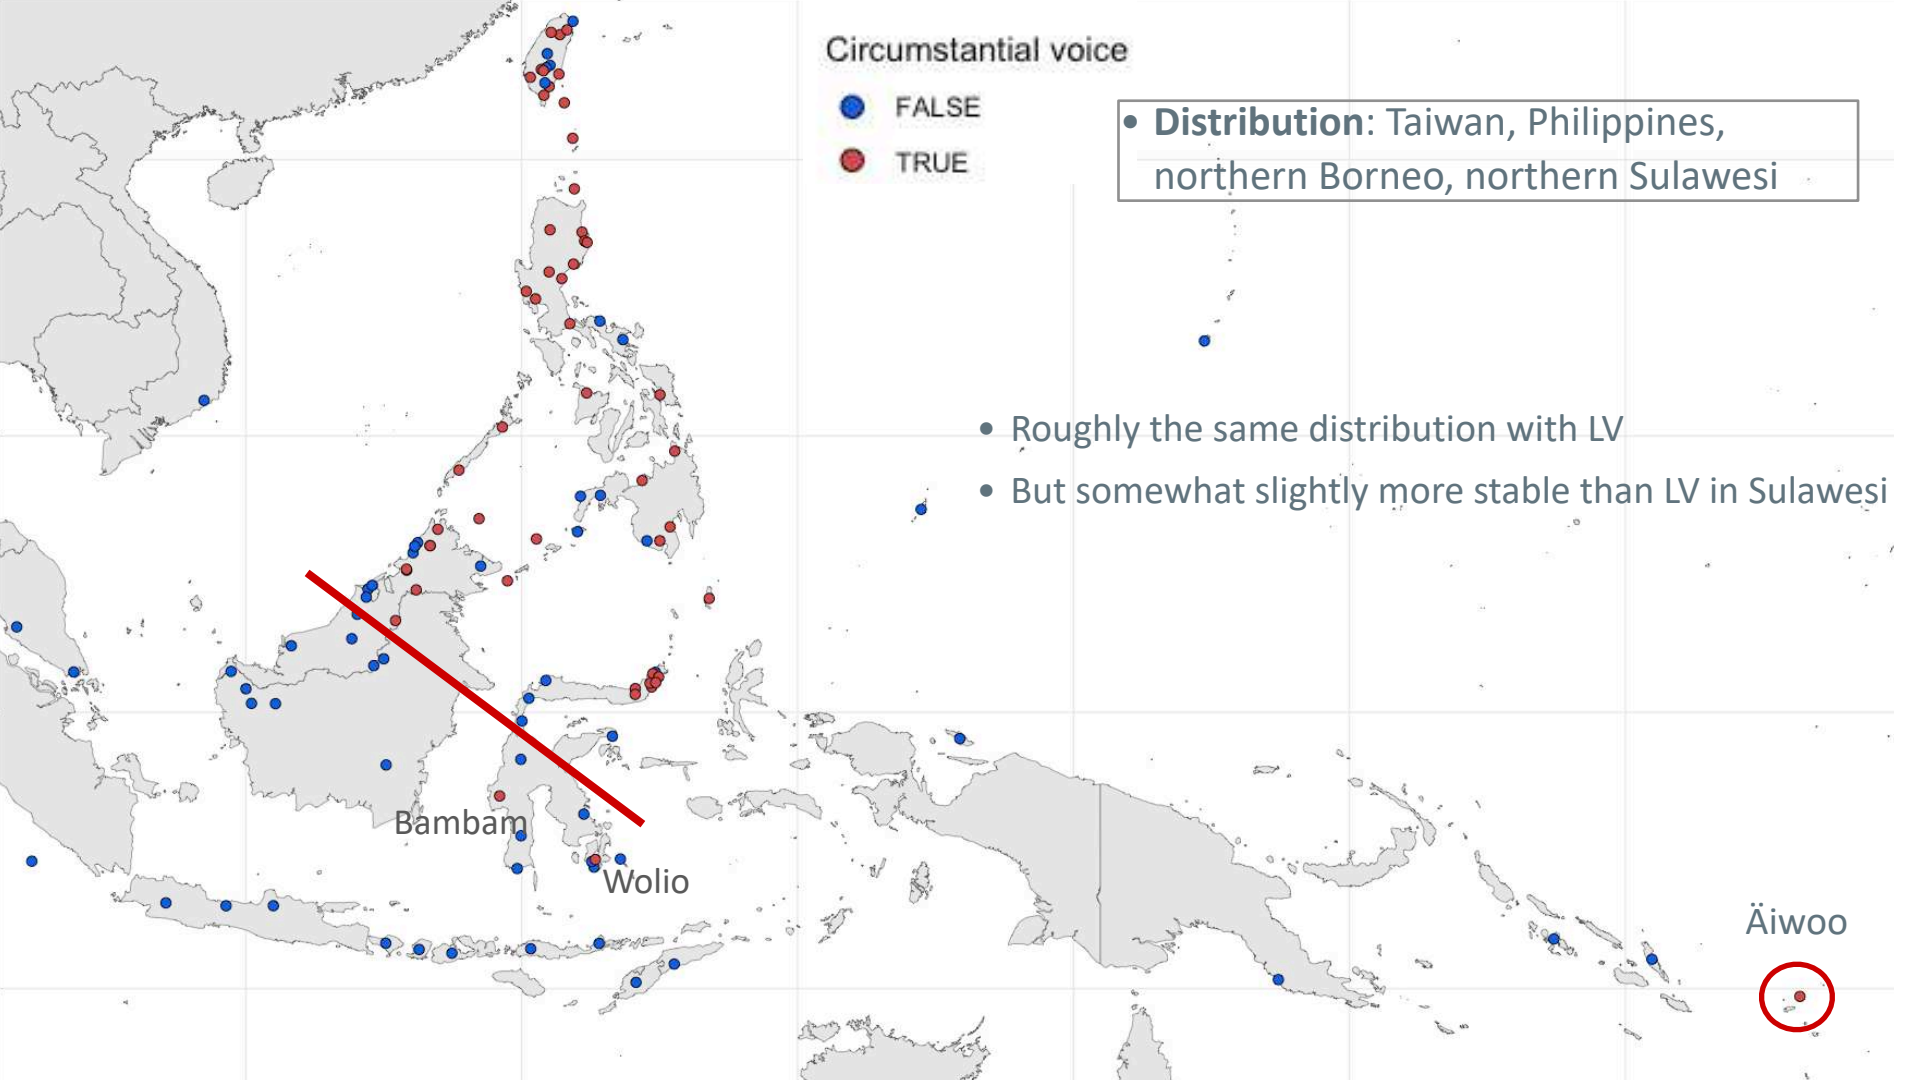 Circumstantial voice
FALSE
TRUE
• Distribution: Taiwan, Philippines,
northern Borneo, northern Sulawesi
• Roughly the same distribution with LV
• But somewhat slightly more stable than LV in Sulawesi
Bambam
Wolio
Äiwoo